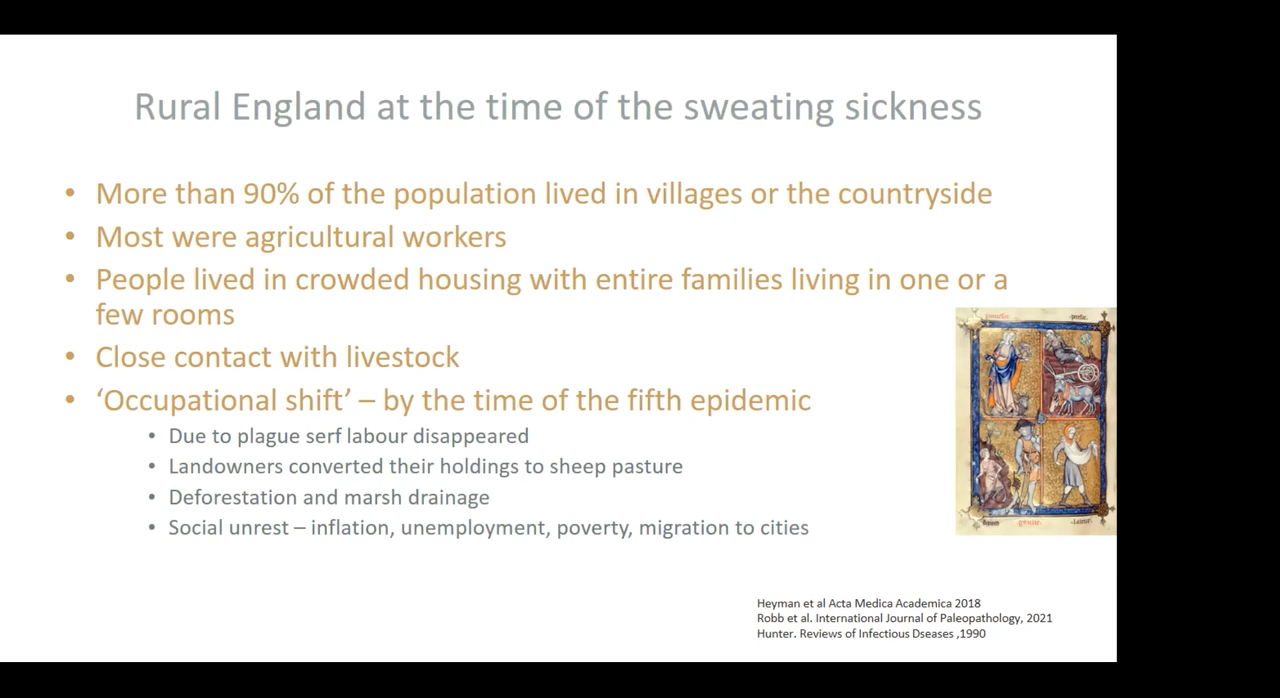 Rural England at the time of the sweating sickness
• More than 90% of the population lived in villages or the countryside
• Most were agricultural workers
• People lived in crowded housing with entire families living in one or a
few rooms
• Close contact with livestock
• ‘Occupational shift’ – by the time of the fifth epidemic
• Due to plague serf labour disappeared
• Landowners converted their holdings to sheep pasture
• Deforestation and marsh drainage
• Social unrest – inflation, unemployment, poverty, migration to cities
Heyman et al Acta Medica Academica 2018
Robb et al. International Journal of Paleopathology, 2021
Hunter. Reviews of Infectious Dseases ,1990